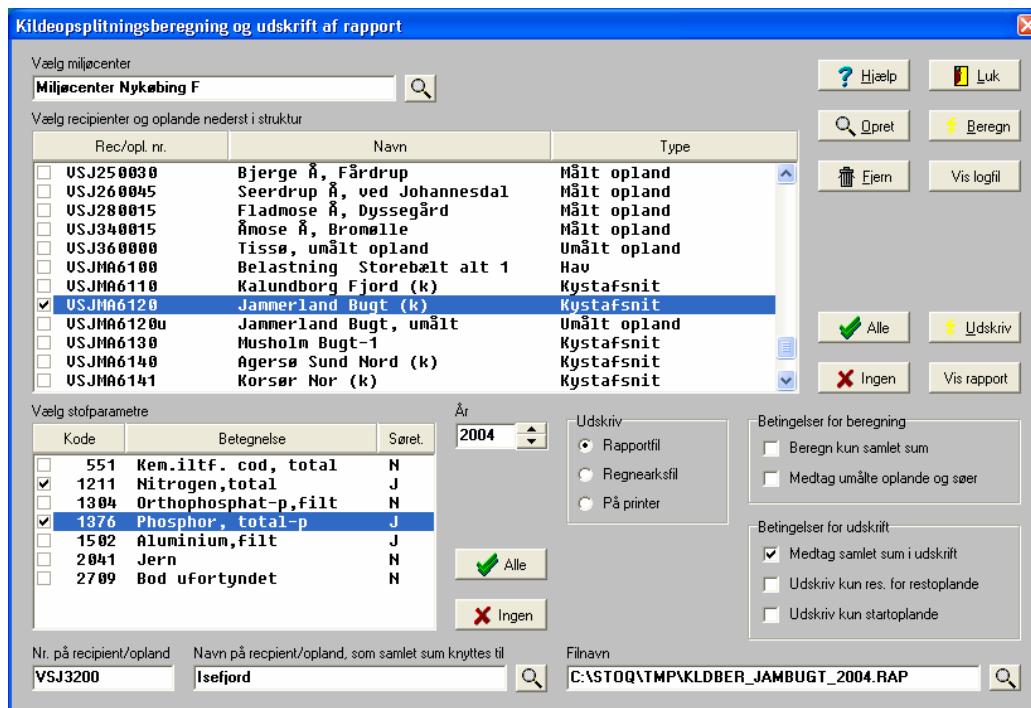 Kildeopsplitningsberegning og udskrift af rapport
Vælg miljøcenter
Miljøcenter Nykøbing F
Hjælp
Luk
Vælg recipienter og oplande nederst i struktur
Opret
Beregn
Rec/opl. nr. Navn Type
Fjern
Vis logfil
VSJ250030 Bjerge Å, Fårdrup Målt opland
VSJ260045 Seerdrup Å, ved Johannesdal Målt opland
VSJ280015 Fladmose Å, Dyssegård Målt opland
VSJ340015 Åmose Å, Bromølle Målt opland
VSJ360000 Tissø, umålt opland Umålt opland
VSJMA6100 Belastning Storebælt alt 1 Hav
VSJMA6110 Kalundborg Fjord (k) Kystafsnit
VSJMA6120 Jammerland Bugt (k) Kystafsnit
VSJMA6120u Jammerland Bugt, umålt Umålt opland
VSJMA6130 Musholm Bugt-1 Kystafsnit
VSJMA6140 Agersø Sund Nord (k) Kystafsnit
VSJMA6141 Korsør Nor (k) Kystafsnit
Alle
Udskriv
Ingen
Vis rapport
Vælg stofparametre
Kode Betegnelse Søret.
551 Kem.iltf. cod, total N
1211 Nitrogen,total J
1304 Orthophosphat-p,filt N
1376 Phosphor, total-p J
1502 Aluminium,filt J
2041 Jern N
2709 Bod ufortyndet N
År
2004
Alle
Ingen
Udskriv
Rapportfil
Regnearksfil
På printer
Betingelser for beregning
Beregn kun samlet sum
Medtag umålte oplande og søer
Betingelser for udskrift
Medtag samlet sum i udskrift
Udskriv kun res. for restoplande
Udskriv kun startoplande
Nr. på recipient/opland
VSJ3200
Navn på recpient/opland, som samlet sum knyttes til
Isefjord
Filnavn
C:\STOQ\TMP\KLDBER_JAMBUGT_2004.RAP